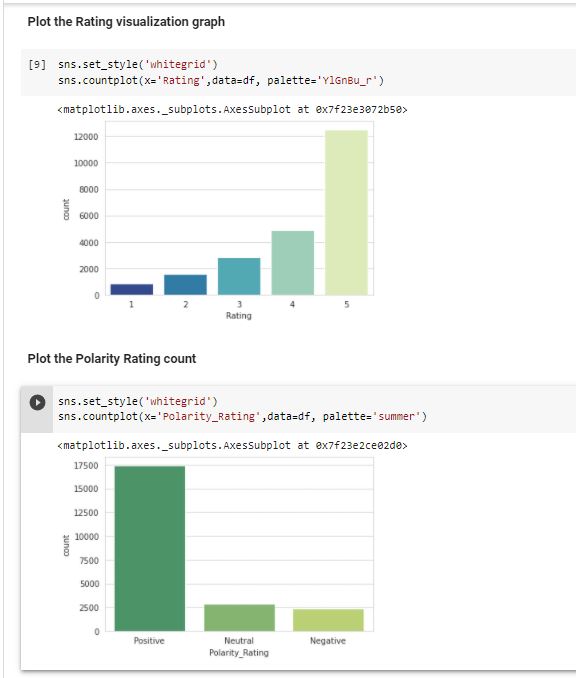 Plot the Rating visualization graph
[9] sns.set_style('whitegrid')
sns.countplot(x='Rating',data=df, palette='YlGnBu_r')
<matplotlib.axes._subplots.AxesSubplot at 0x7f23e3072b50>
12000
10000
8000
6000
4000
2000
0
count
1 2 3 4 5
Rating
Plot the Polarity Rating count
sns.set_style('whitegrid')
sns.countplot(x='Polarity_Rating',data=df, palette='summer')
<matplotlib.axes._subplots.AxesSubplot at 0x7f23e2ce02d0>
17500
15000
12500
10000
7500
5000
2500
0
count
Positive Neutral Negative
Polarity_Rating